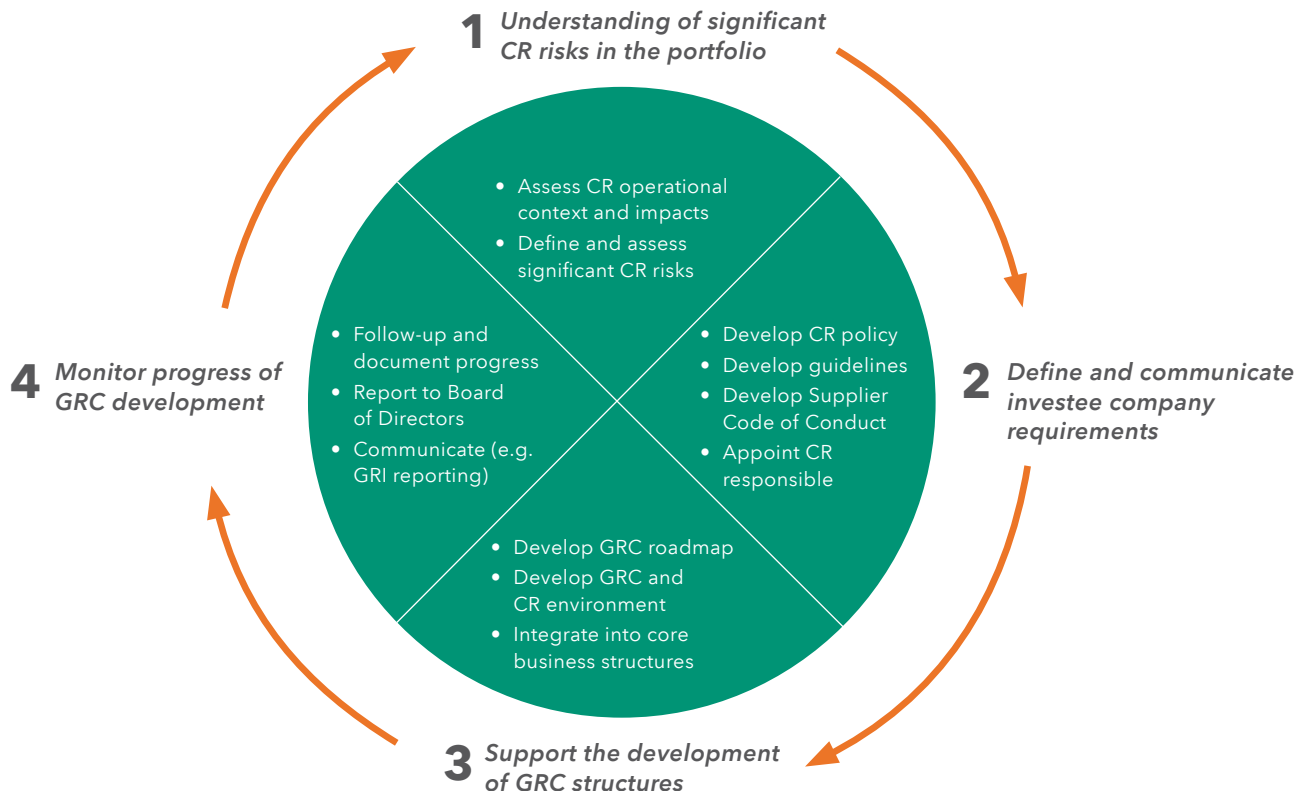 1 Understanding of significant
CR risks in the portfolio
• Assess CR operational
context and impacts
• Define and assess
significant CR risks
2 Define and communicate
investee company
requirements
• Develop CR policy
• Develop guidelines
• Develop Supplier
Code of Conduct
• Appoint CR
responsible
3 Support the development
of GRC structures
• Develop GRC roadmap
• Develop GRC and
CR environment
• Integrate into core
business structures
4 Monitor progress of
GRC development
• Follow-up and
document progress
• Report to Board
of Directors
• Communicate (e.g.
GRI reporting)